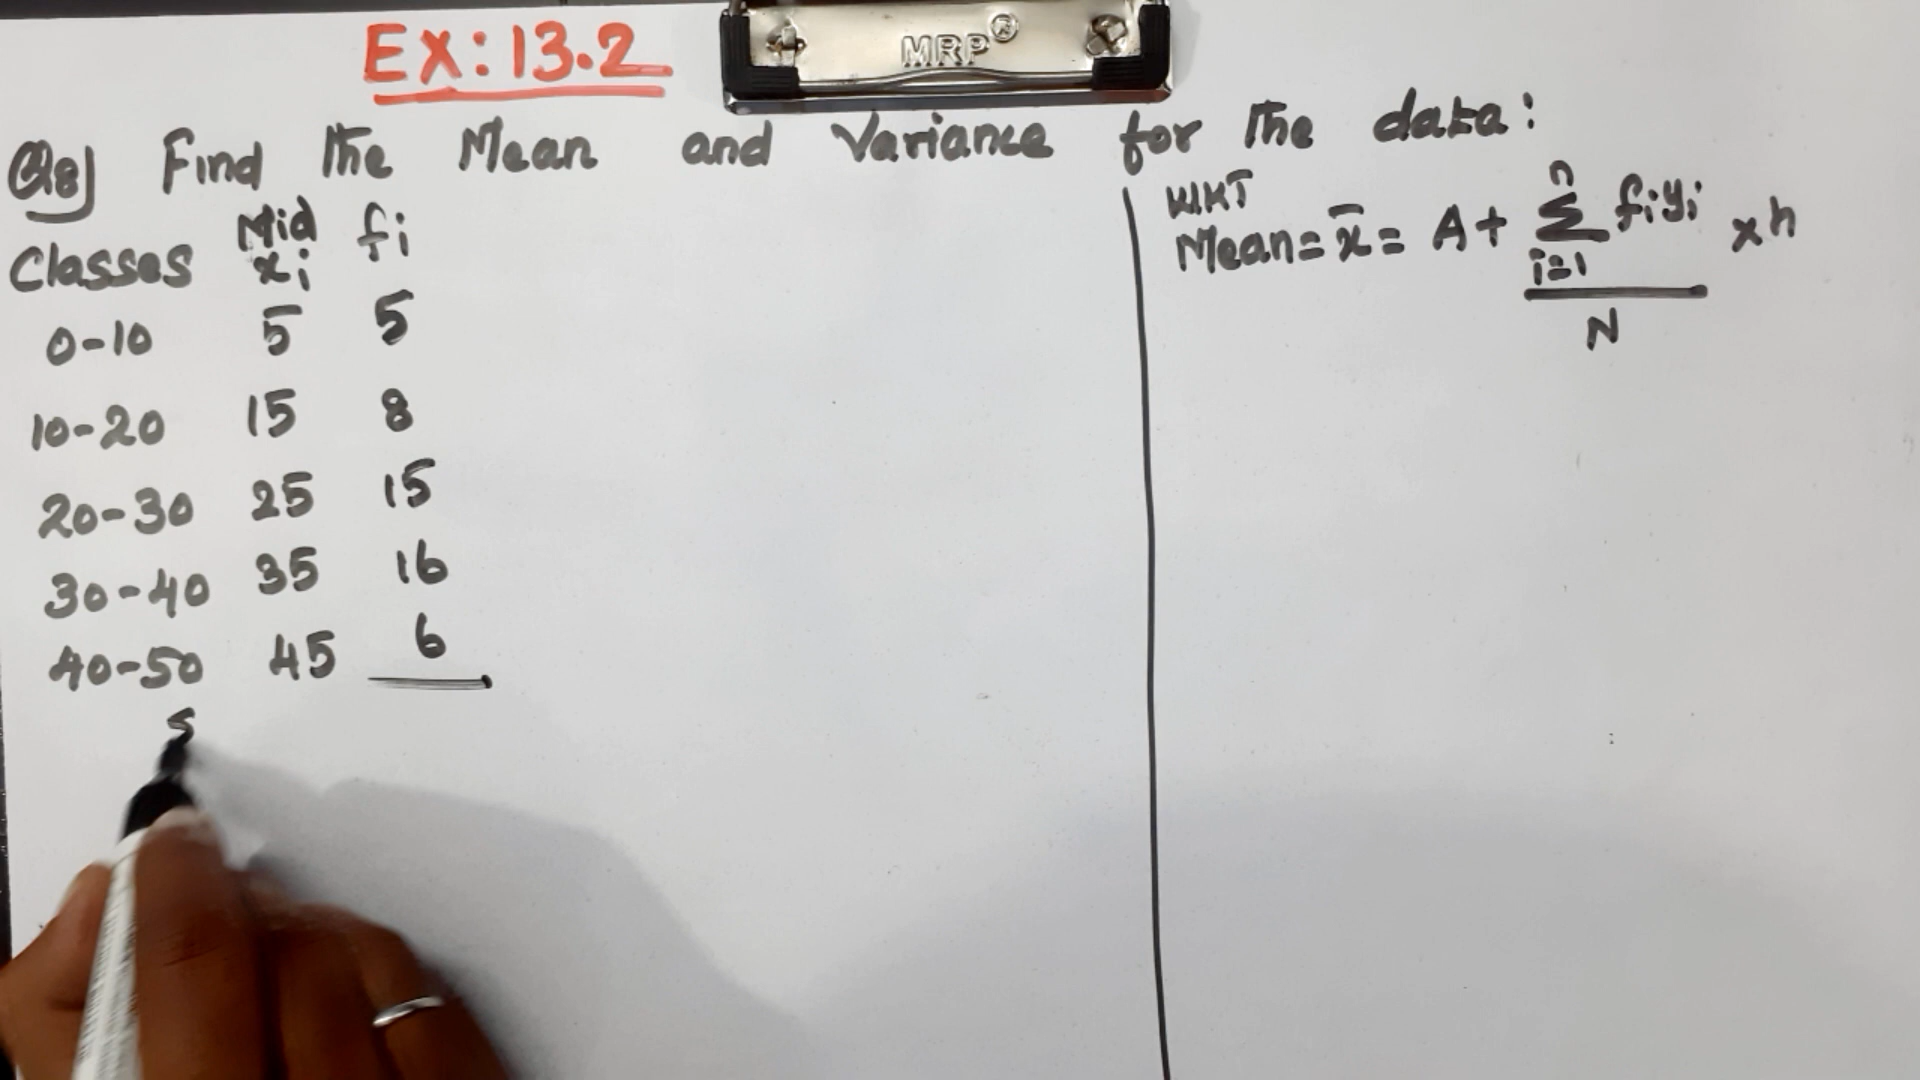 EX: 13.2
MRP®
Q8] Find the Mean and Variance for the data:
Classes Mid xi fi
0-10 5 5
10-20 15 8
20-30 25 15
30-40 35 16
40-50 45 6
WKT
Mean = x̄ = A + Σ fiyi × h
i=1 n
N